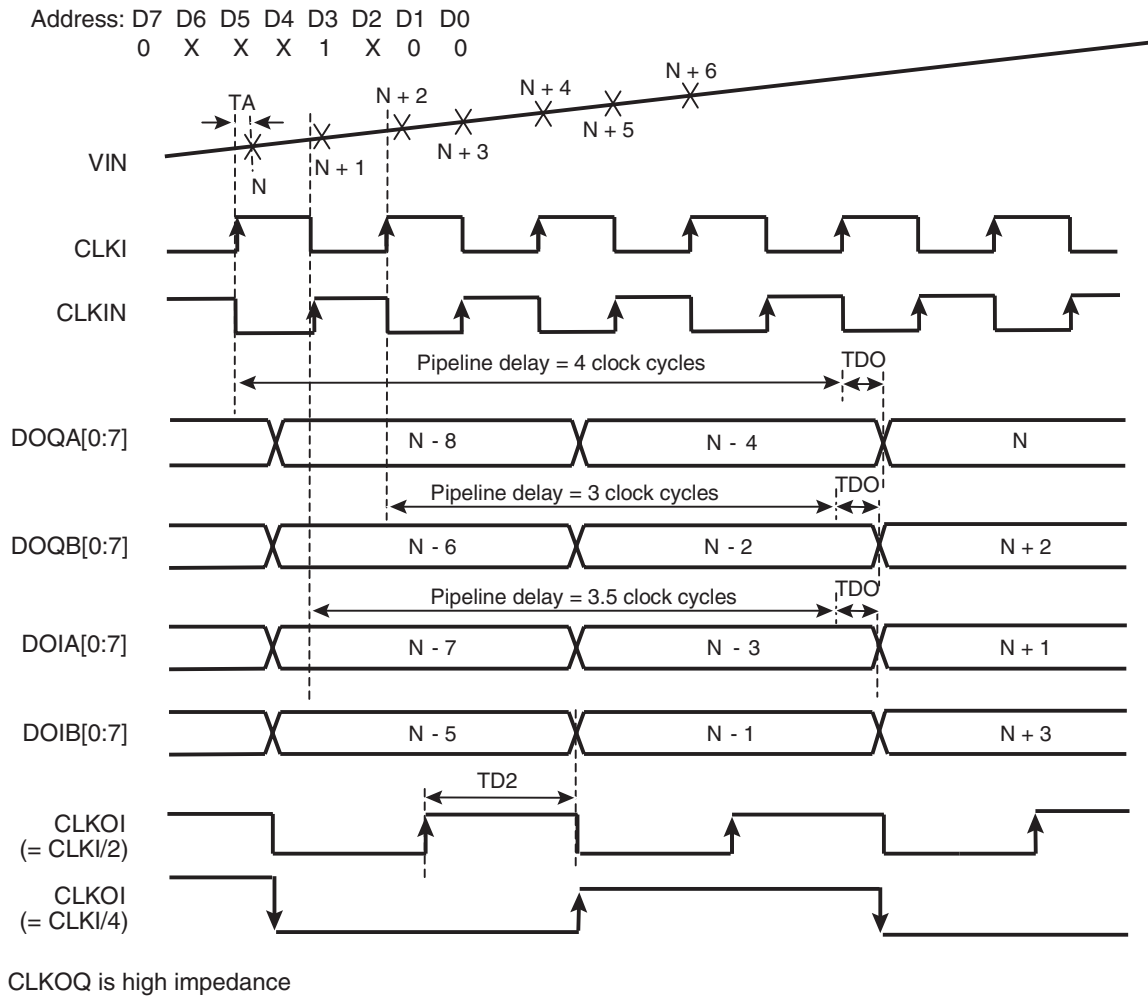 Address: D7 D6 D5 D4 D3 D2 D1 D0
0 X X X 1 X 0 0
TA
N + 2
N + 4
N + 6
N
N + 1
N + 3
N + 5
VIN
CLKI
CLKIN
Pipeline delay = 4 clock cycles
TDO
DOQA[0:7]
N - 8
N - 4
N
Pipeline delay = 3 clock cycles
TDO
DOQB[0:7]
N - 6
N - 2
N + 2
Pipeline delay = 3.5 clock cycles
TDO
DOIA[0:7]
N - 7
N - 3
N + 1
DOIB[0:7]
N - 5
N - 1
N + 3
TD2
CLKOI
(= CLKI/2)
CLKOI
(= CLKI/4)
CLKOQ is high impedance